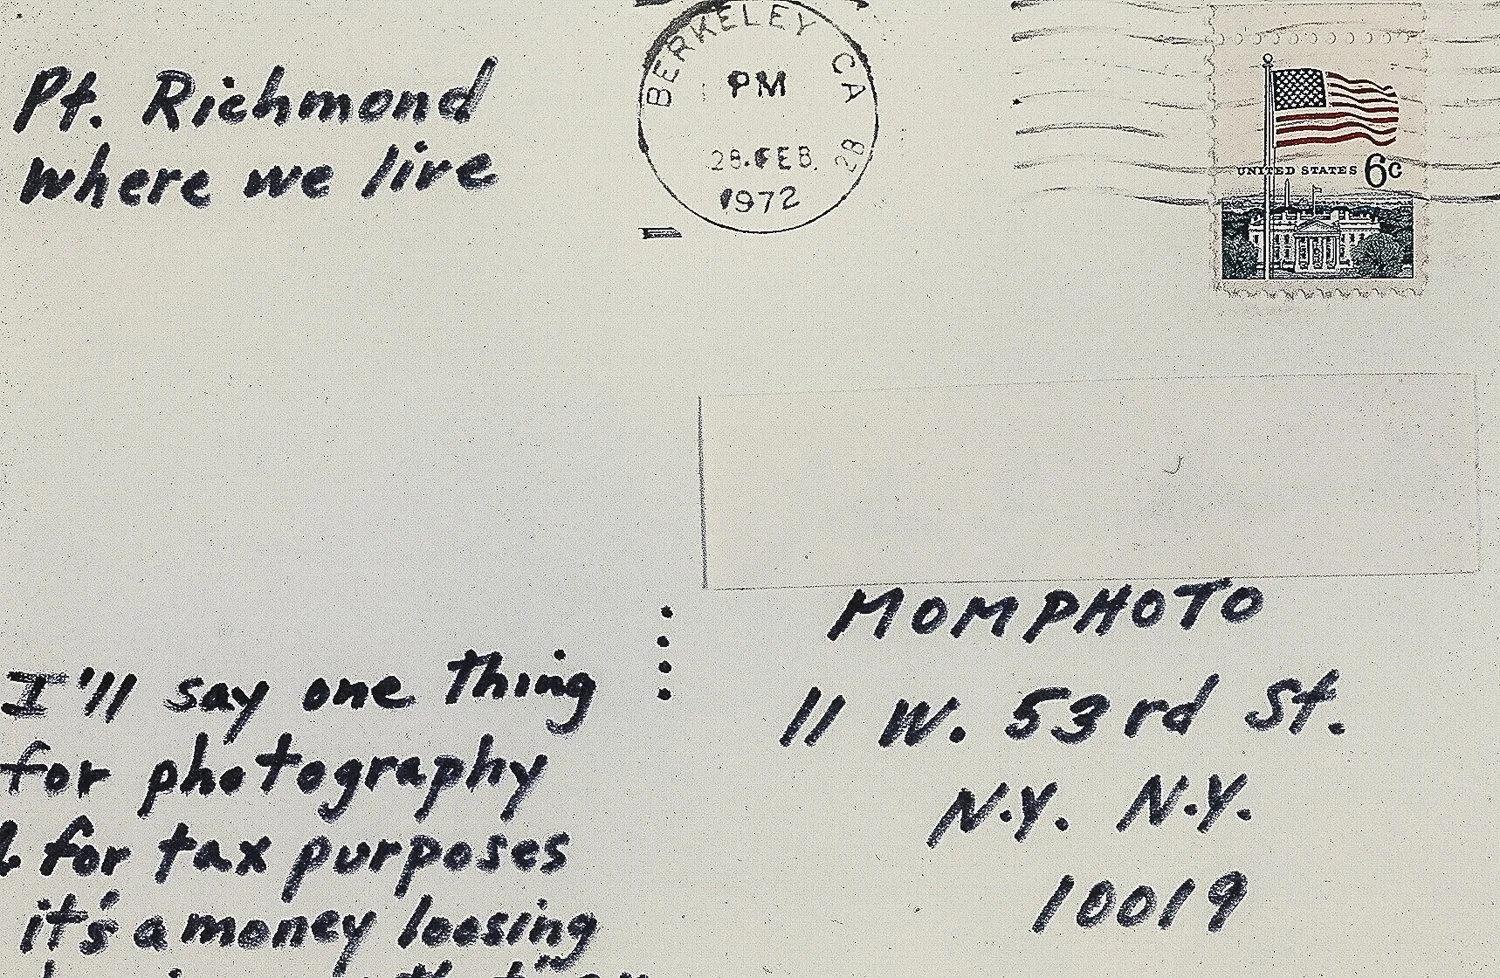 Pt. Richmond
where we live
BERKELEY CA
PM
28 FEB.
1972
28
UNITED STATES 6c
I'll say one thing
for photography
& for tax purposes
it's a money loosing
MOMPHOTO
11 W. 53rd St.
N.Y. N.Y.
10019